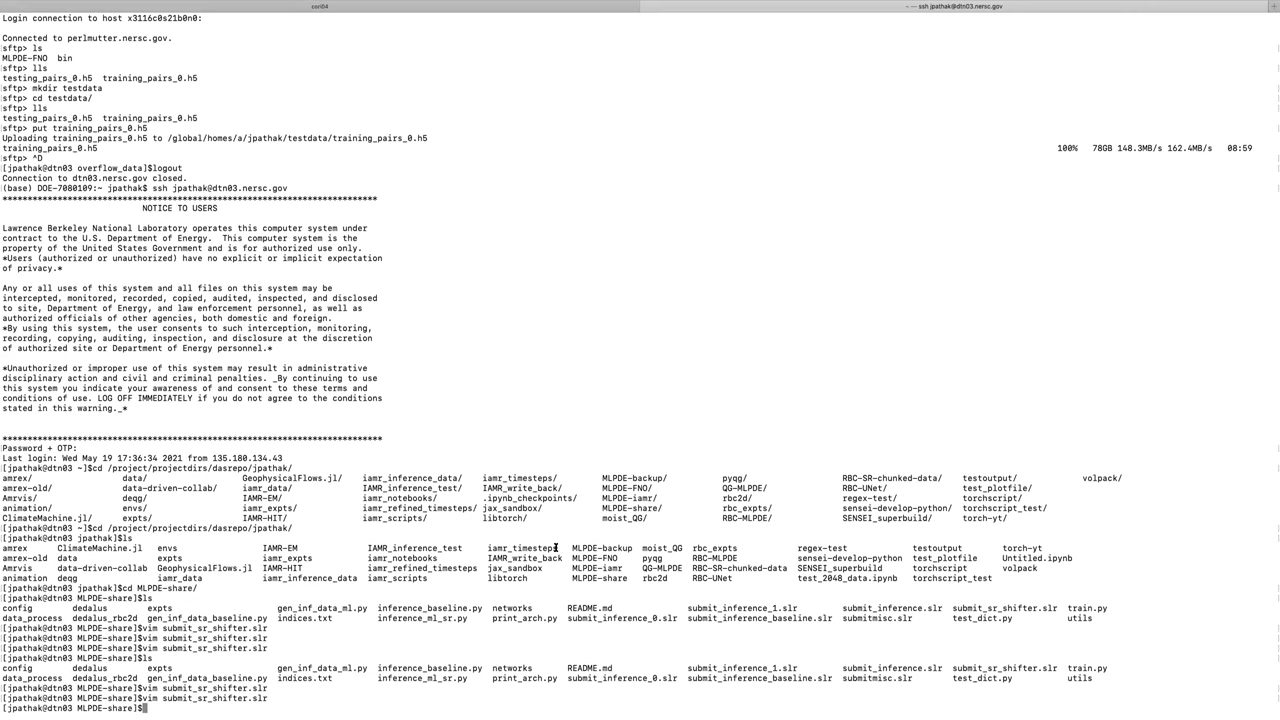 cori04
~ — ssh jpathak@dtn03.nersc.gov
Login connection to host x3116c0s21b0n0:
Connected to perlmutter.nersc.gov.
sftp> ls
MLPDE-FNO  bin
sftp> lls
testing_pairs_0.h5  training_pairs_0.h5
sftp> mkdir testdata
sftp> cd testdata/
sftp> lls
testing_pairs_0.h5  training_pairs_0.h5
sftp> put training_pairs_0.h5
Uploading training_pairs_0.h5 to /global/homes/a/jpathak/testdata/training_pairs_0.h5
training_pairs_0.h5 100% 78GB 148.3MB/s 162.4MB/s 08:59
sftp> ^D
[jpathak@dtn03 overflow_data]$logout
Connection to dtn03.nersc.gov closed.
(base) DOE-7080109:~ jpathak$ ssh jpathak@dtn03.nersc.gov
***************************************************************************
NOTICE TO USERS
Lawrence Berkeley National Laboratory operates this computer system under
contract to the U.S. Department of Energy.  This computer system is the
property of the United States Government and is for authorized use only.
*Users (authorized or unauthorized) have no explicit or implicit expectation
of privacy.*
Any or all uses of this system and all files on this system may be
intercepted, monitored, recorded, copied, audited, inspected, and disclosed
to site, Department of Energy, and law enforcement personnel, as well as
authorized officials of other agencies, both domestic and foreign.
*By using this system, the user consents to such interception, monitoring,
recording, copying, auditing, inspection, and disclosure at the discretion
of authorized site or Department of Energy personnel.*
*Unauthorized or improper use of this system may result in administrative
disciplinary action and civil and criminal penalties. _By continuing to use
this system you indicate your awareness of and consent to these terms and
conditions of use. LOG OFF IMMEDIATELY if you do not agree to the conditions
stated in this warning._*
****************************************************************************
Password + OTP:
Last login: Wed May 19 17:36:34 2021 from 135.180.134.43
[jpathak@dtn03 ~]$cd /project/projectdirs/dasrepo/jpathak/
amrex/ data/ GeophysicalFlows.jl/ iamr_inference_data/ iamr_timesteps/ MLPDE-backup/ pyqg/ RBC-SR-chunked-data/ testoutput/ volpack/
amrex-old/ data-driven-collab/ iamr_data/ IAMR_inference_test/ IAMR_write_back/ MLPDE-FNO/ QG-MLPDE/ RBC-UNet/ test_plotfile/
Amrvis/ deqg/ IAMR-EM/ iamr_notebooks/ .ipynb_checkpoints/ MLPDE-iamr/ rbc2d/ regex-test/ torchscript/
animation/ envs/ iamr_expts/ iamr_refined_timesteps/ jax_sandbox/ MLPDE-share/ rbc_expts/ sensei-development-python/ torchscript_test/
ClimateMachine.jl/ expts/ IAMR-HIT/ iamr_scripts/ libtorch/ moist_QG/ RBC-MLPDE/ SENSEI_superbuild/ torch-yt/
[jpathak@dtn03 ~]$cd /project/projectdirs/dasrepo/jpathak/
[jpathak@dtn03 jpathak]$ls
amrex ClimateMachine.jl envs IAMR-EM IAMR_inference_test iamr_timesteps MLPDE-backup moist_QG rbc_expts regex-test testoutput torch-yt
amrex-old data expts iamr_expts iamr_notebooks IAMR_write_back MLPDE-FNO pyqg RBC-MLPDE sensei-development-python test_plotfile Untitled.ipynb
Amrvis data-driven-collab GeophysicalFlows.jl IAMR-HIT iamr_refined_timesteps jax_sandbox MLPDE-iamr QG-MLPDE RBC-SR-chunked-data SENSEI_superbuild torchscript volpack
animation deqg iamr_data iamr_inference_data iamr_scripts libtorch MLPDE-share rbc2d RBC-UNet test_2048_data.ipynb torchscript_test
[jpathak@dtn03 jpathak]$cd MLPDE-share/
[jpathak@dtn03 MLPDE-share]$ls
config dedalus expts gen_inf_data_ml.py inference_baseline.py networks README.md submit_inference_1.slr submit_inference.slr submit_sr_shifter.slr train.py
data_process dedalus_rbc2d gen_inf_data_baseline.py indices.txt inference_ml_sr.py print_arch.py submit_inference_0.slr submit_inference_baseline.slr submitmisc.slr test_dict.py utils
[jpathak@dtn03 MLPDE-share]$vim submit_sr_shifter.slr
[jpathak@dtn03 MLPDE-share]$vim submit_sr_shifter.slr
[jpathak@dtn03 MLPDE-share]$vim submit_sr_shifter.slr
[jpathak@dtn03 MLPDE-share]$ls
config dedalus expts gen_inf_data_ml.py inference_baseline.py networks README.md submit_inference_1.slr submit_inference.slr submit_sr_shifter.slr train.py
data_process dedalus_rbc2d gen_inf_data_baseline.py indices.txt inference_ml_sr.py print_arch.py submit_inference_0.slr submit_inference_baseline.slr submitmisc.slr test_dict.py utils
[jpathak@dtn03 MLPDE-share]$vim submit_sr_shifter.slr
[jpathak@dtn03 MLPDE-share]$vim submit_sr_shifter.slr
[jpathak@dtn03 MLPDE-share]$